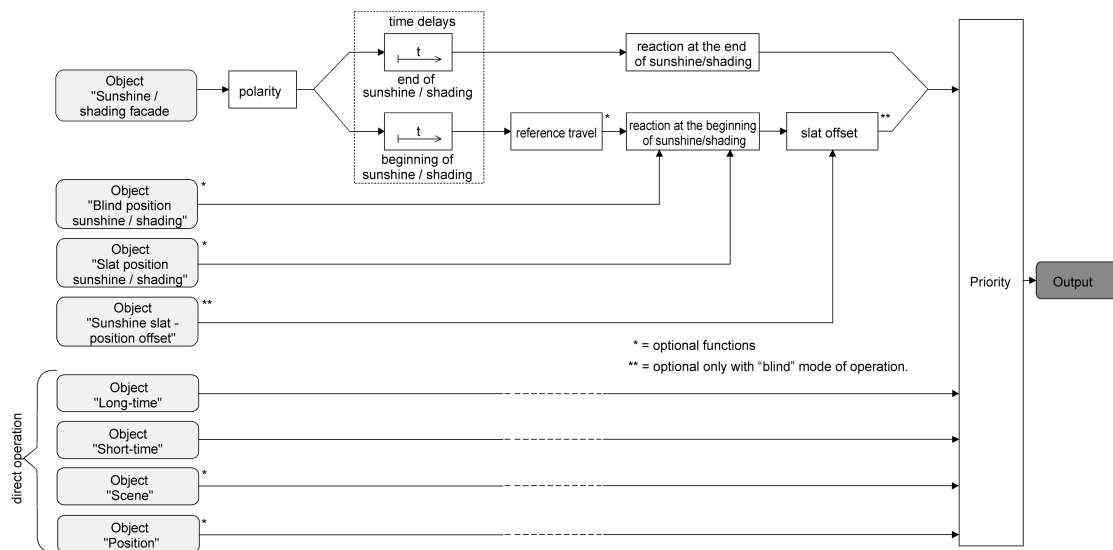 time delays
t
end of
sunshine / shading
reaction at the end
of sunshine/shading
Object
"Sunshine /
shading facade
polarity
t
beginning of
sunshine / shading
reference travel
*
reaction at the beginning
of sunshine/shading
slat offset
**
Object
"Blind position
sunshine / shading"
*
Object
"Slat position
sunshine / shading"
*
Object
"Sunshine slat -
position offset"
**
Priority
Output
* = optional functions
** = optional only with “blind” mode of operation.
direct operation
Object
"Long-time"
Object
"Short-time"
Object
"Scene"
*
Object
"Position"
*